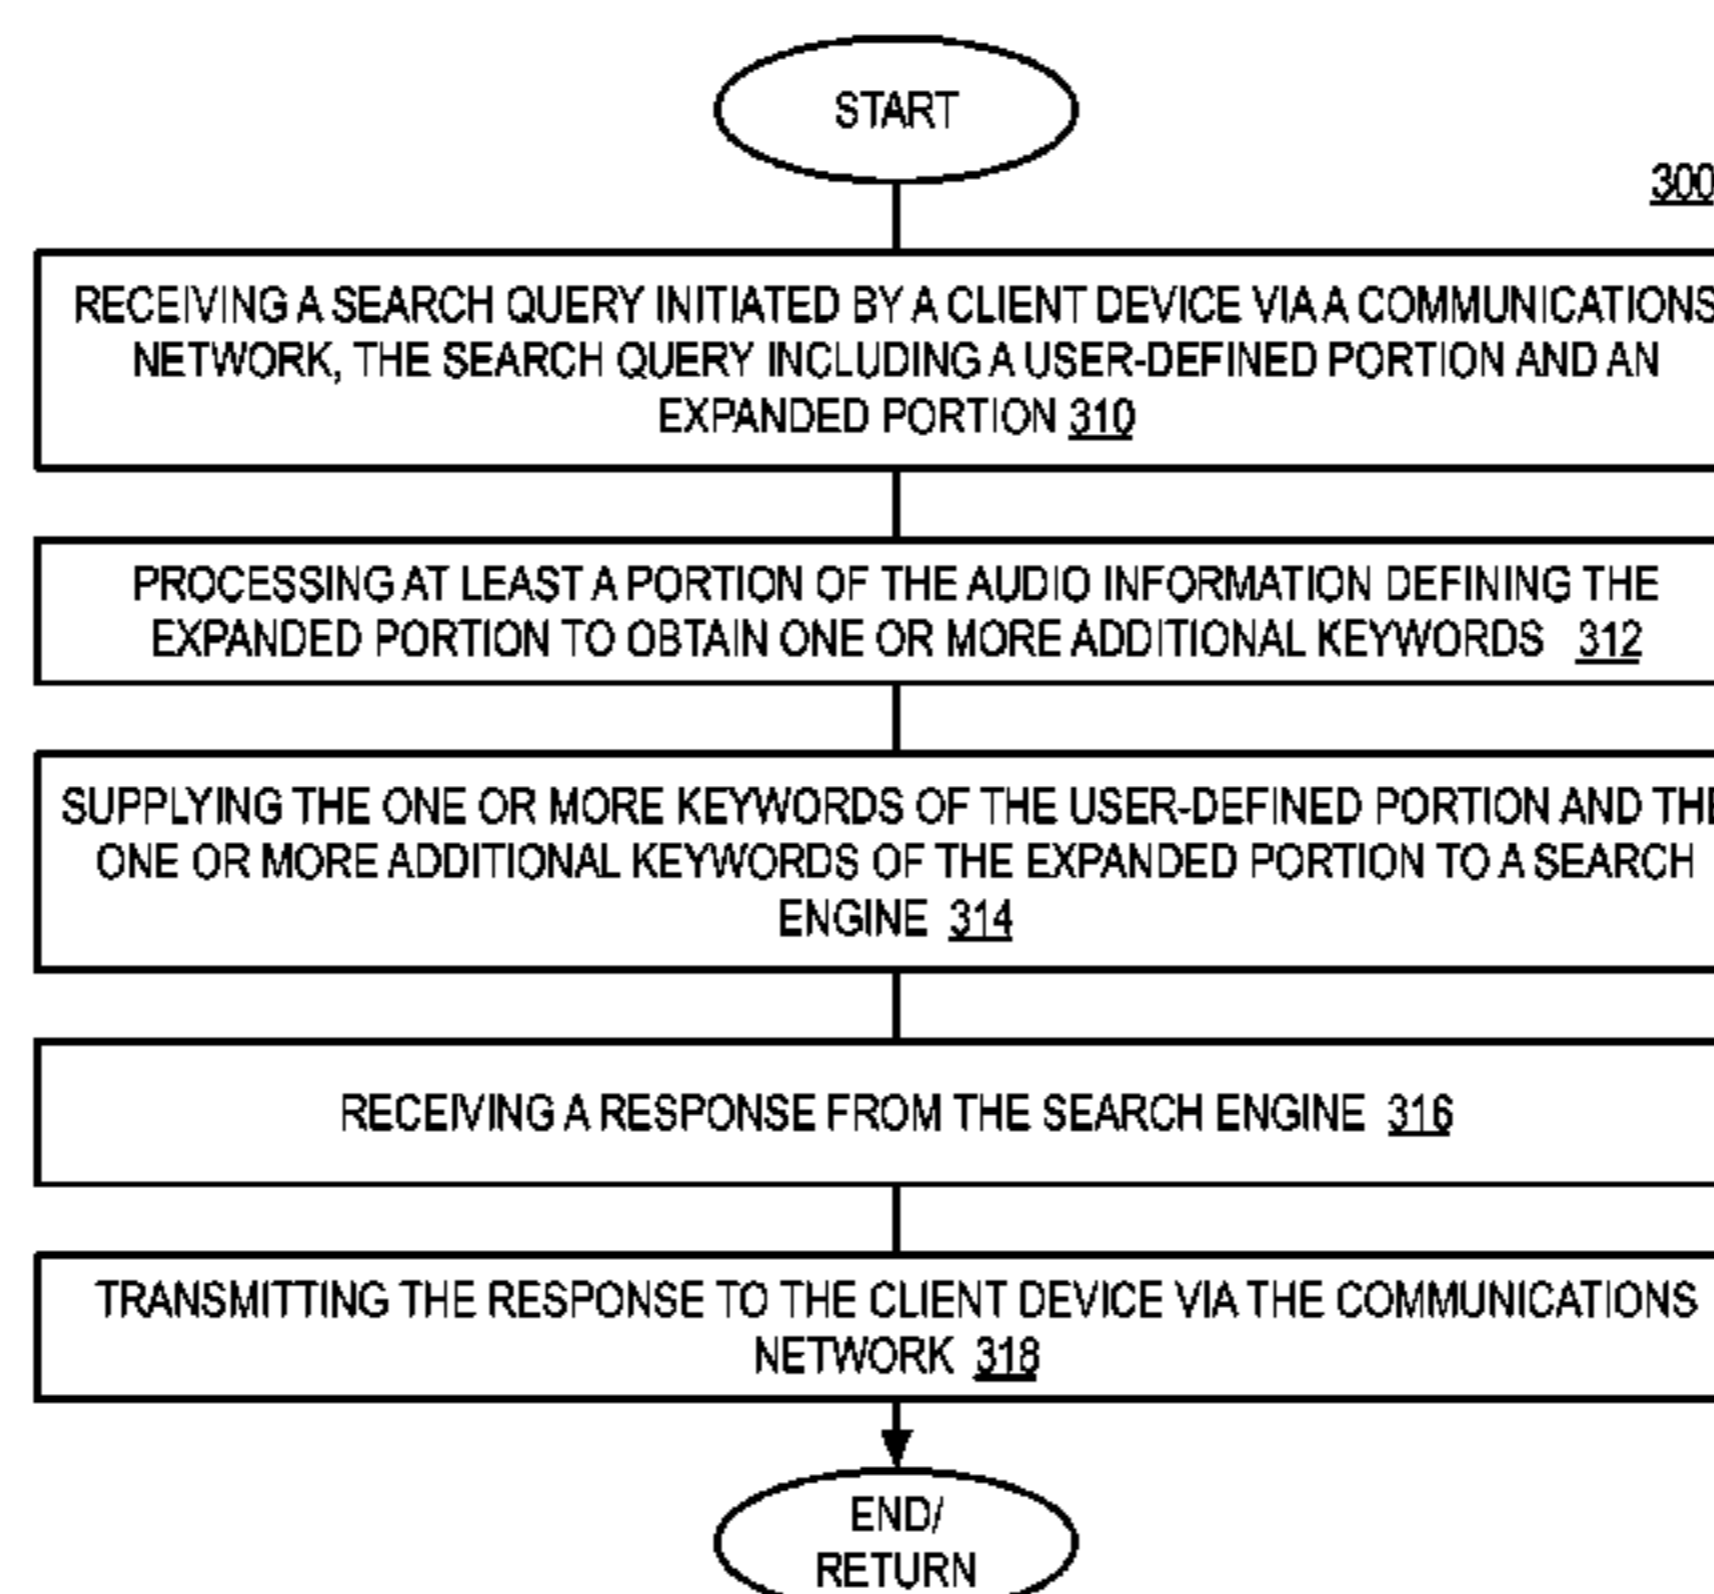 START
300
RECEIVING A SEARCH QUERY INITIATED BY A CLIENT DEVICE VIA A COMMUNICATIONS
NETWORK, THE SEARCH QUERY INCLUDING A USER-DEFINED PORTION AND AN
EXPANDED PORTION 310
PROCESSING AT LEAST A PORTION OF THE AUDIO INFORMATION DEFINING THE
EXPANDED PORTION TO OBTAIN ONE OR MORE ADDITIONAL KEYWORDS 312
SUPPLYING THE ONE OR MORE KEYWORDS OF THE USER-DEFINED PORTION AND THE
ONE OR MORE ADDITIONAL KEYWORDS OF THE EXPANDED PORTION TO A SEARCH
ENGINE 314
RECEIVING A RESPONSE FROM THE SEARCH ENGINE 316
TRANSMITTING THE RESPONSE TO THE CLIENT DEVICE VIA THE COMMUNICATIONS
NETWORK 318
END/
RETURN